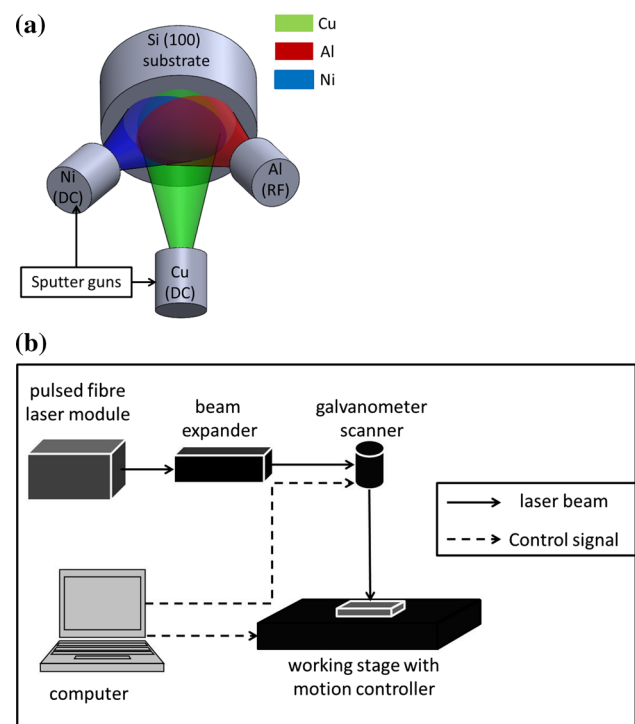 (a)
Si (100)
substrate
Cu
Al
Ni
Ni
(DC)
Al
(RF)
Sputter guns
Cu
(DC)
(b)
pulsed fibre
laser module
beam
expander
galvanometer
scanner
laser beam
Control signal
computer
working stage with
motion controller